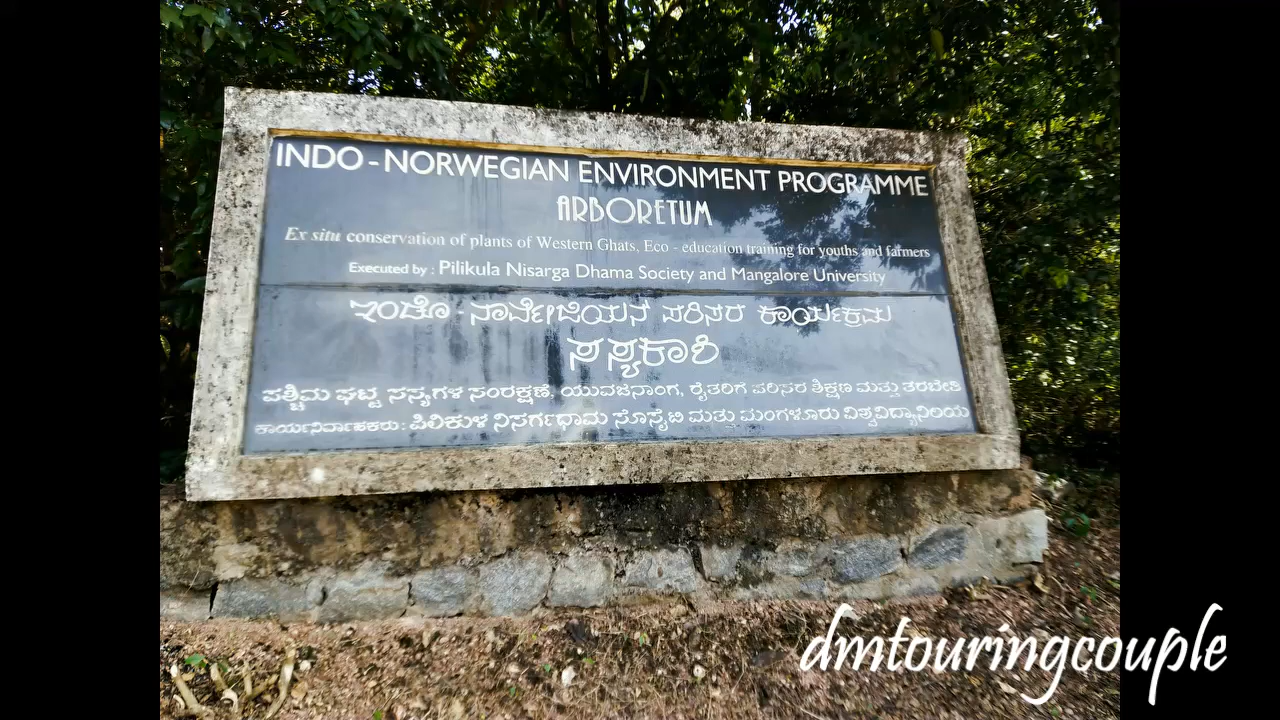 INDO-NORWEGIAN ENVIRONMENT PROGRAMME
ARBORETUM
Ex situ conservation of plants of Western Ghats, Eco - education training for youths and farmers
Executed by : Pilikula Nisarga Dhama Society and Mangalore University
ಇಂಡೊ - ನಾರ್ವೇಜಿಯನ್ ಪರಿಸರ ಕಾರ್ಯಕ್ರಮ
ಸಸ್ಯಕಾಶಿ
ಪಶ್ಚಿಮ ಘಟ್ಟ ಸಸ್ಯಗಳ ಸಂರಕ್ಷಣೆ, ಯುವಜನಾಂಗ, ರೈತರಿಗೆ ಪರಿಸರ ಶಿಕ್ಷಣ ಮತ್ತು ತರಬೇತಿ
ಕಾರ್ಯನಿರ್ವಾಹಕರು : ಪಿಲಿಕುಳ ನಿಸರ್ಗಧಾಮ ಸೊಸೈಟಿ ಮತ್ತು ಮಂಗಳೂರು ವಿಶ್ವವಿದ್ಯಾನಿಲಯ
dmtouringcouple